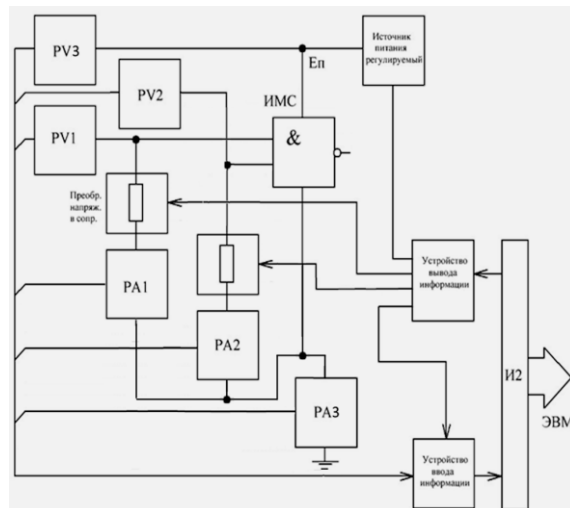 PV3
Источник
питания
регулируемый
Еп
PV2
ИМС
PV1
&
Преобр.
напряж.
в сопр.
Устройство
вывода
информации
PA1
PA2
И2
PA3
ЭВМ
Устройство
ввода
информации